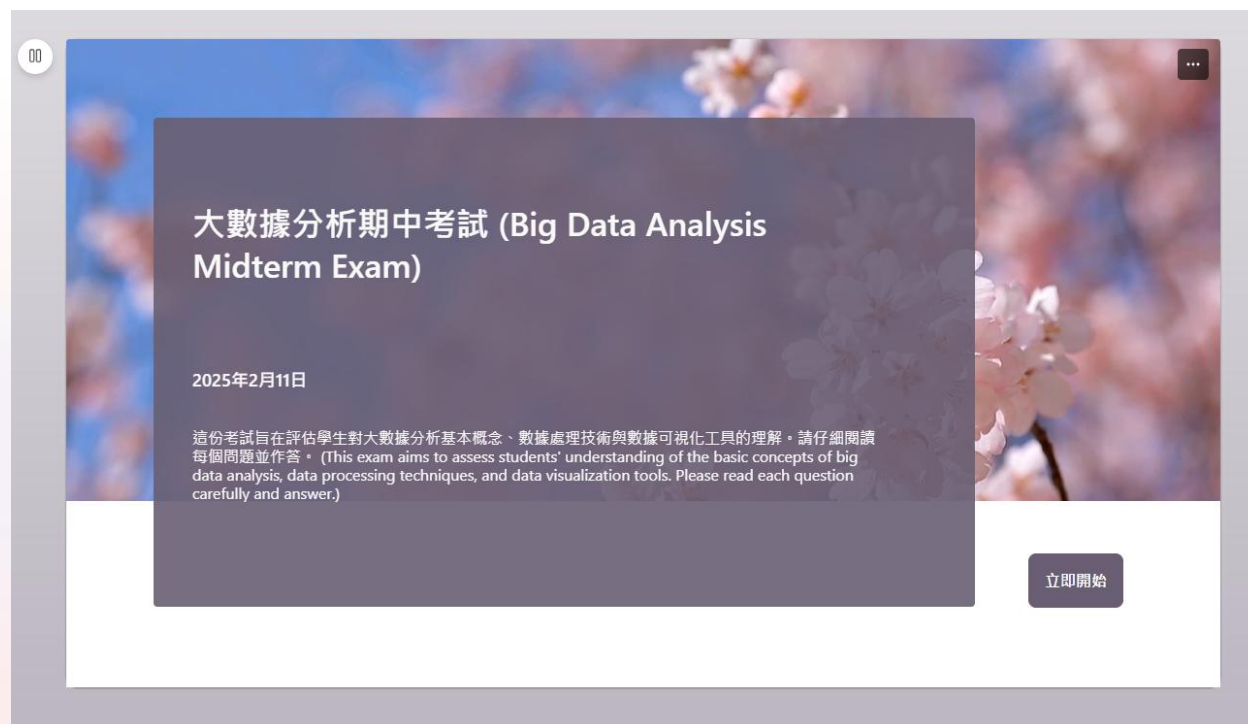 大數據分析期中考試 (Big Data Analysis
Midterm Exam)
2025年2月11日
這份考試旨在評估學生對大數據分析基本概念、數據處理技術與數據可視化工具的理解。請仔細閱讀
每個問題並作答。 (This exam aims to assess students' understanding of the basic concepts of big
data analysis, data processing techniques, and data visualization tools. Please read each question
carefully and answer.)
立即開始